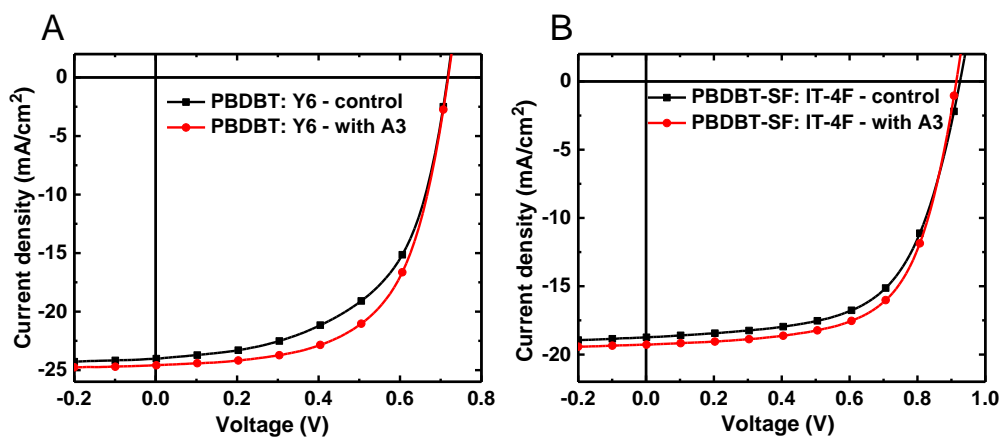 A
0
-5
-10
-15
-20
-25
-0.2
0.0
0.2
0.4
0.6
0.8
Voltage (V)
Current density (mA/cm²)
PBDBT: Y6 - control
PBDBT: Y6 - with A3
B
0
-5
-10
-15
-20
-0.2
0.0
0.2
0.4
0.6
0.8
1.0
Voltage (V)
Current density (mA/cm²)
PBDBT-SF: IT-4F - control
PBDBT-SF: IT-4F - with A3